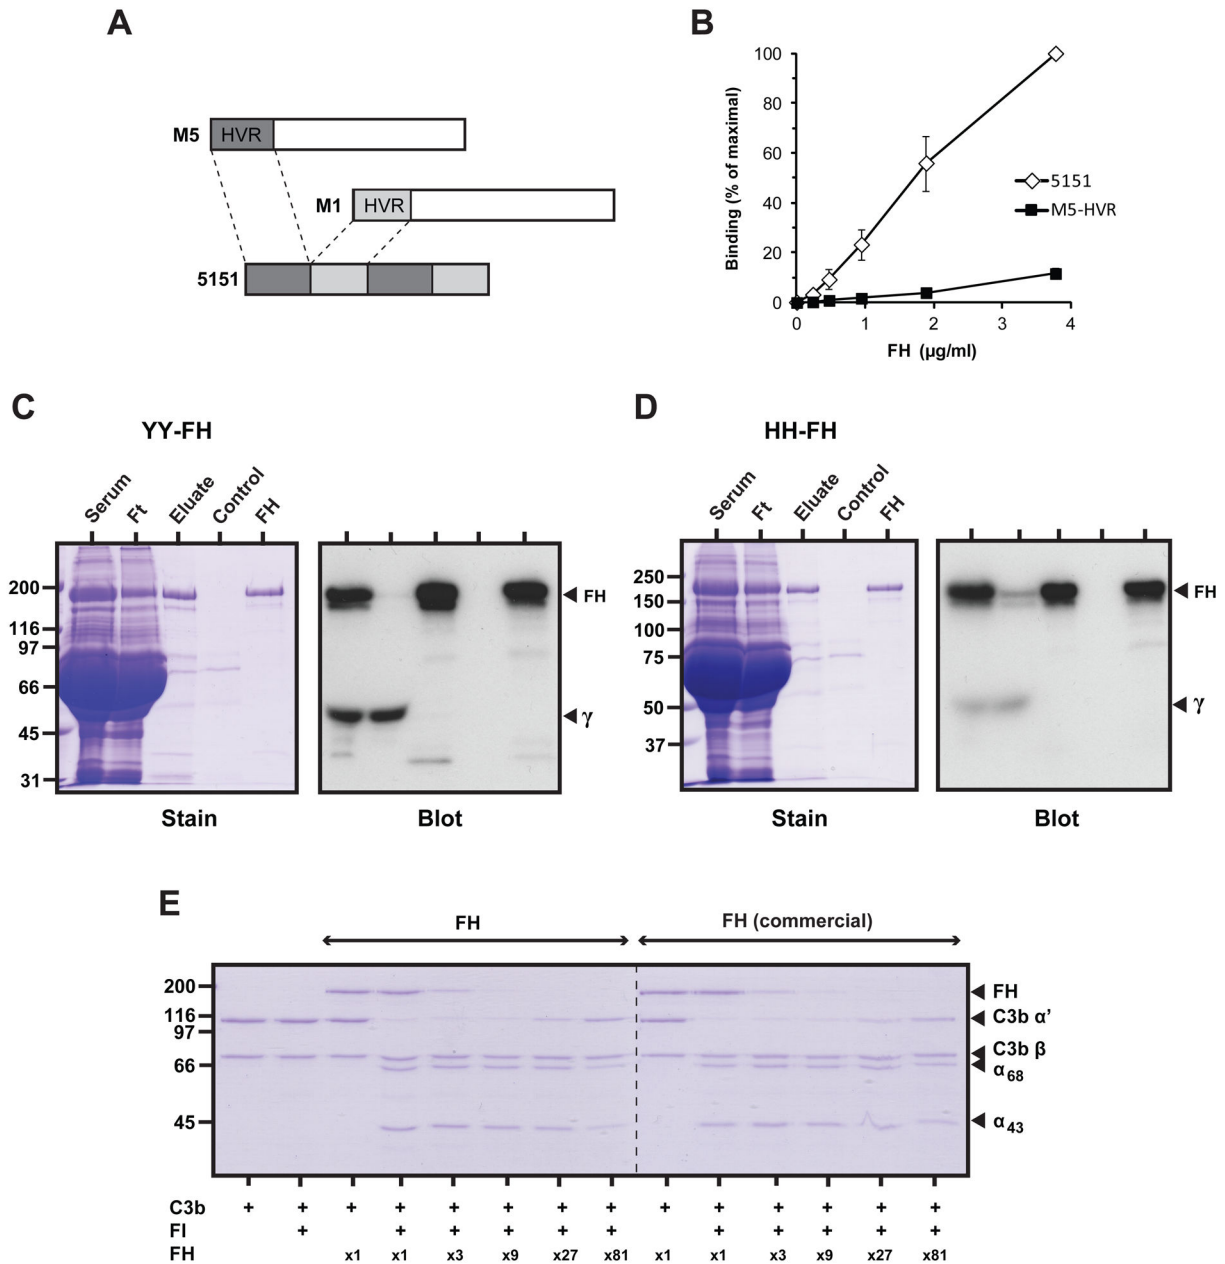 A
M5
HVR
M1
HVR
5151
B
Binding (% of maximal)
100
80
60
40
20
0
0 1 2 3 4
FH (µg/ml)
5151
M5-HVR
C
YY-FH
Serum Ft Eluate Control FH
200
116
97
66
45
31
FH
γ
Stain
Blot
D
HH-FH
Serum Ft Eluate Control FH
250
150
100
75
50
37
FH
γ
Stain
Blot
E
FH
FH (commercial)
200
116
97
66
45
FH
C3b α’
C3b β
α68
α43
C3b + + + + + + + + + + + + + +
FI + + + + + + + + + + +
FH x1 x1 x3 x9 x27 x81 x1 x1 x3 x9 x27 x81